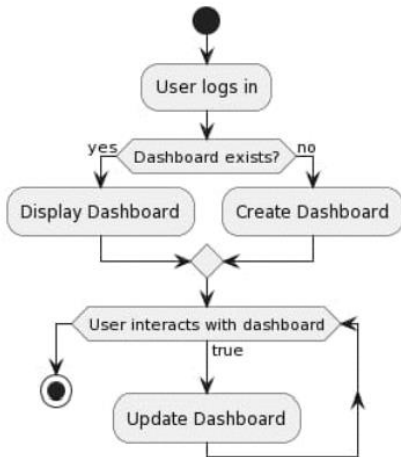 User logs in
yes
Dashboard exists?
no
Display Dashboard
Create Dashboard
User interacts with dashboard
true
Update Dashboard